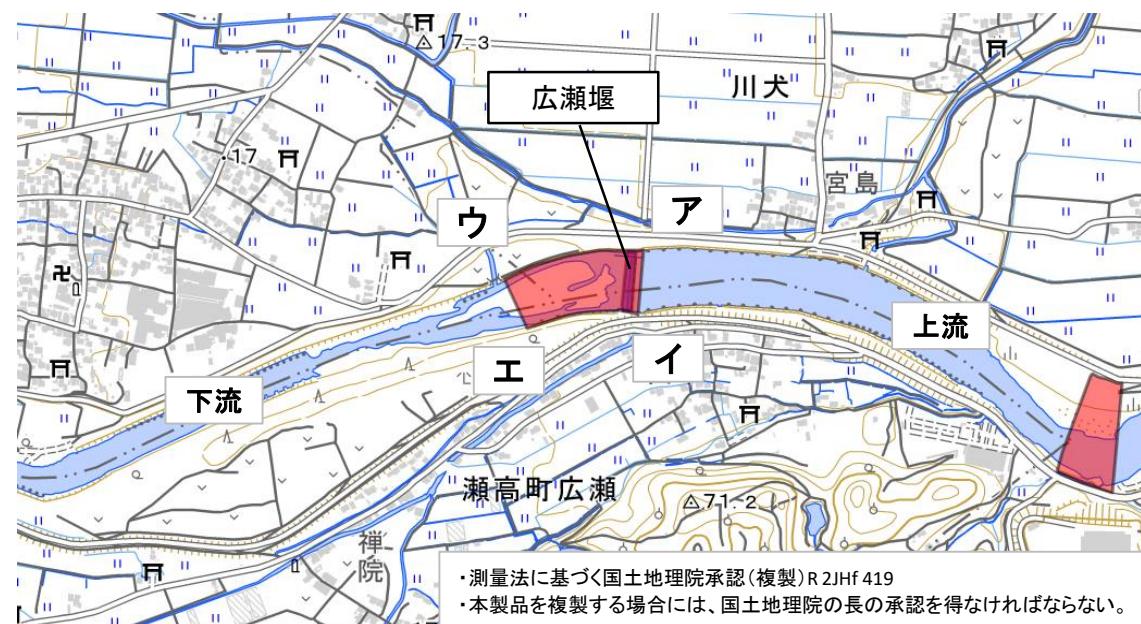 17.3
広瀬堰
川犬
17
宮島
ウ
ア
上流
エ
イ
下流
瀬高町広瀬
71.2
禅院
・測量法に基づく国土地理院承認(複製)R 2JHf 419
・本製品を複製する場合には、国土地理院の長の承認を得なければならない。
17